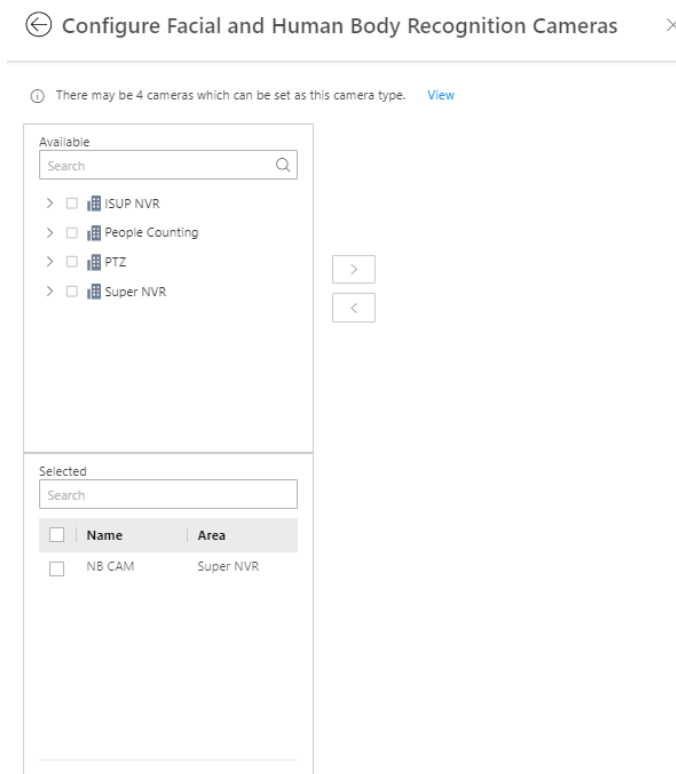 Configure Facial and Human Body Recognition Cameras
There may be 4 cameras which can be set as this camera type. View
Available
Search
ISUP NVR
People Counting
PTZ
Super NVR
Selected
Search
Name Area
NB CAM Super NVR